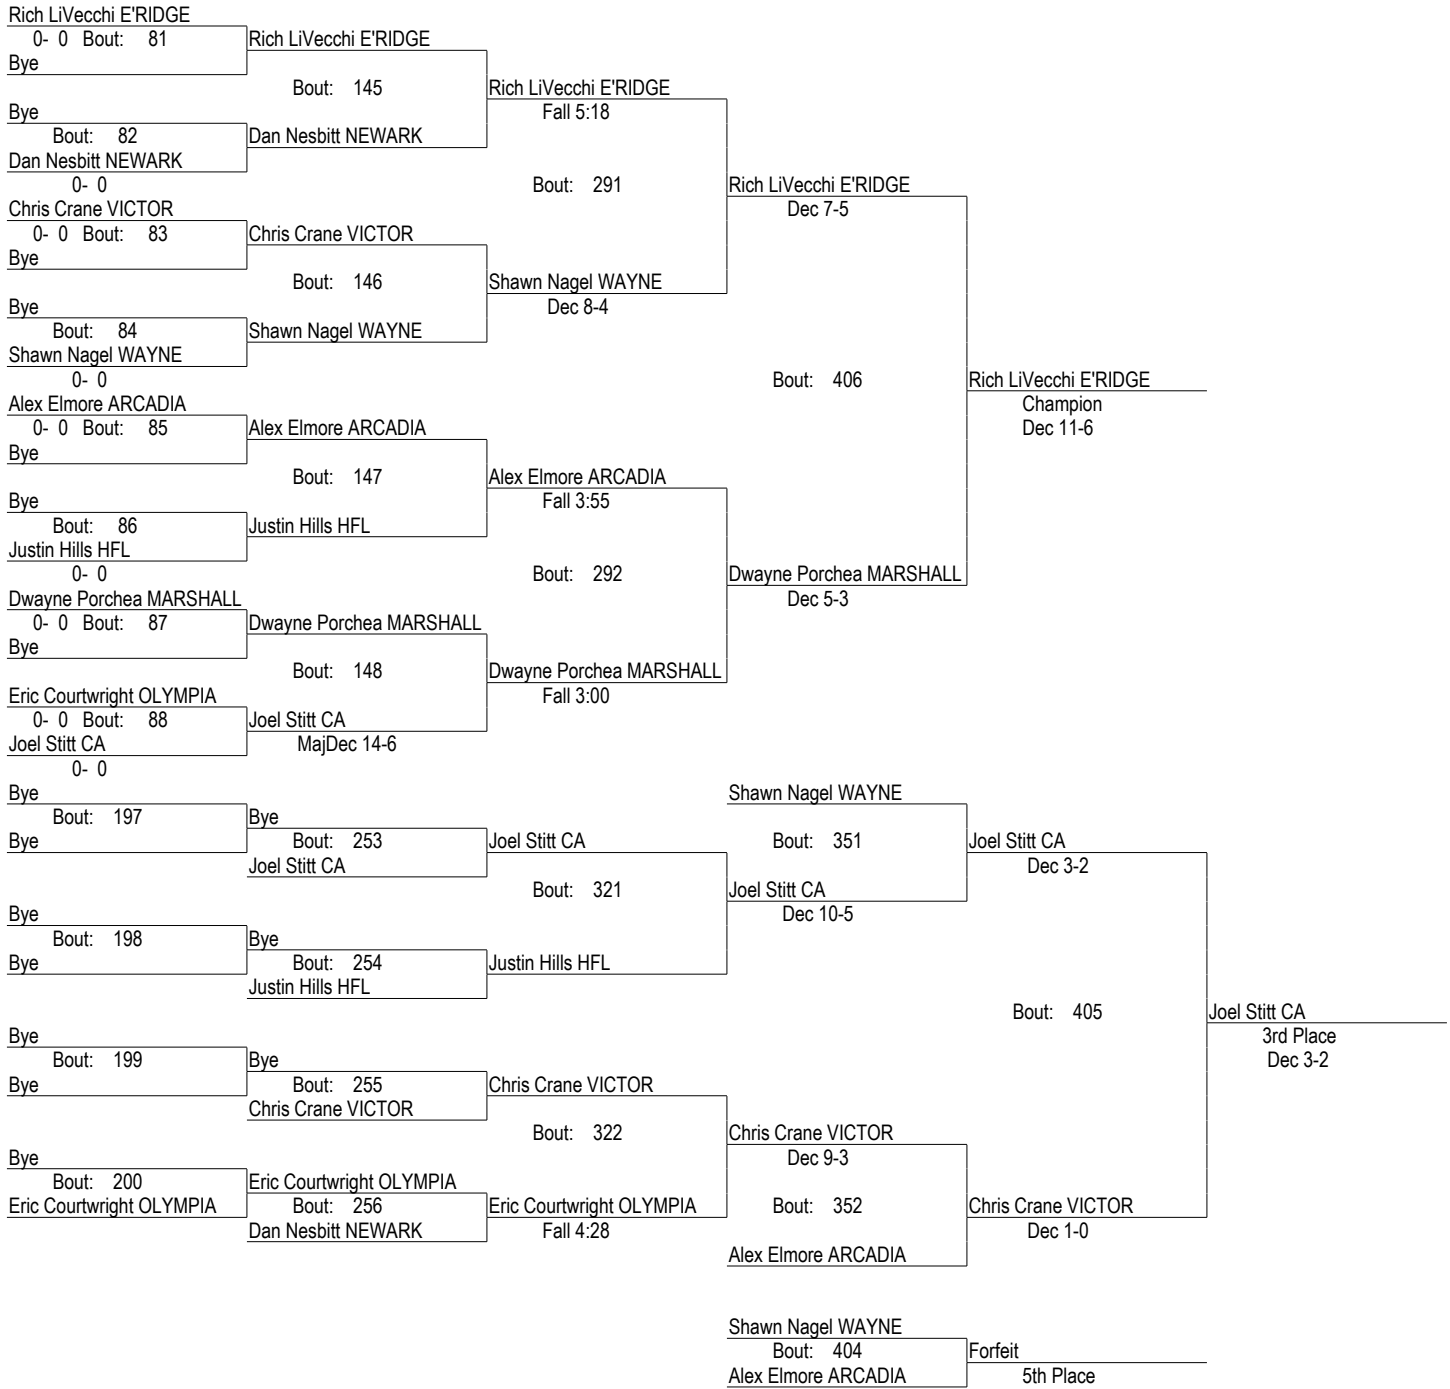 Rich LiVecchi E'RIDGE
0- 0 Bout: 81
Bye
Rich LiVecchi E'RIDGE
Bout: 145
Bye
Bout: 82
Dan Nesbitt NEWARK
0- 0
Dan Nesbitt NEWARK
Rich LiVecchi E'RIDGE
Fall 5:18
Bout: 291
Chris Crane VICTOR
0- 0 Bout: 83
Bye
Chris Crane VICTOR
Bout: 146
Bye
Bout: 84
Shawn Nagel WAYNE
0- 0
Shawn Nagel WAYNE
Shawn Nagel WAYNE
Dec 8-4
Rich LiVecchi E'RIDGE
Dec 7-5
Bout: 406
Rich LiVecchi E'RIDGE
Champion
Dec 11-6
Alex Elmore ARCADIA
0- 0 Bout: 85
Bye
Alex Elmore ARCADIA
Bout: 147
Bye
Bout: 86
Justin Hills HFL
0- 0
Justin Hills HFL
Alex Elmore ARCADIA
Fall 3:55
Bout: 292
Dwayne Porchea MARSHALL
Dec 5-3
Dwayne Porchea MARSHALL
0- 0 Bout: 87
Bye
Dwayne Porchea MARSHALL
Bout: 148
Dwayne Porchea MARSHALL
Fall 3:00
Eric Courtwright OLYMPIA
0- 0 Bout: 88
Joel Stitt CA
0- 0
Joel Stitt CA
MajDec 14-6
Bye
Bout: 197
Bye
Bye
Bout: 253
Joel Stitt CA
Joel Stitt CA
Bout: 321
Bye
Bout: 198
Bye
Bye
Bout: 254
Justin Hills HFL
Justin Hills HFL
Shawn Nagel WAYNE
Bout: 351
Joel Stitt CA
Dec 10-5
Joel Stitt CA
Dec 3-2
Bout: 405
Joel Stitt CA
3rd Place
Dec 3-2
Bye
Bout: 199
Bye
Bye
Bout: 255
Chris Crane VICTOR
Chris Crane VICTOR
Bout: 322
Bye
Bout: 200
Eric Courtwright OLYMPIA
Eric Courtwright OLYMPIA
Bout: 256
Dan Nesbitt NEWARK
Eric Courtwright OLYMPIA
Fall 4:28
Chris Crane VICTOR
Dec 9-3
Bout: 352
Alex Elmore ARCADIA
Chris Crane VICTOR
Dec 1-0
Shawn Nagel WAYNE
Bout: 404
Alex Elmore ARCADIA
Forfeit
5th Place